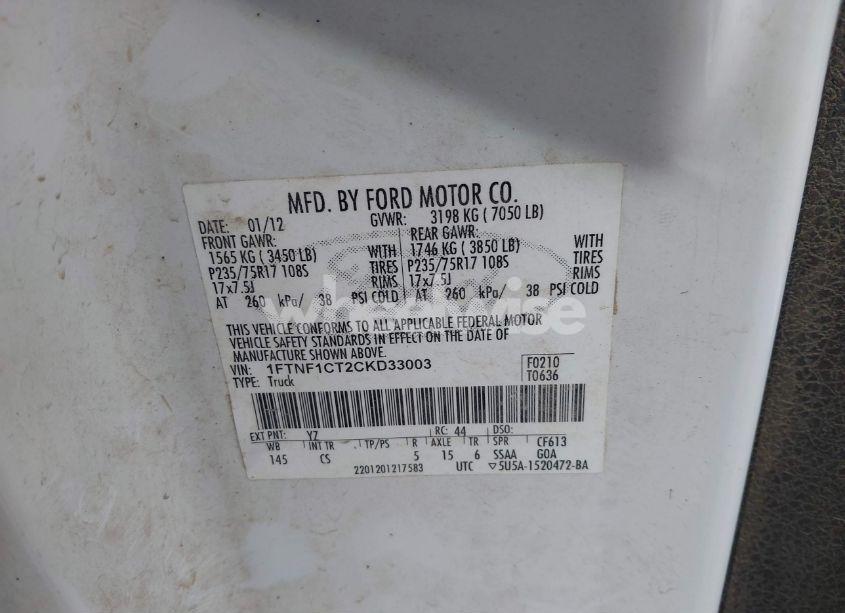 MFD. BY FORD MOTOR CO.
DATE: 01/12 GVWR: 3198 KG ( 7050 LB)
FRONT GAWR: REAR GAWR:
1565 KG ( 3450 LB) WITH 1746 KG ( 3850 LB) WITH
P235/75R17 108S TIRES P235/75R17 108S TIRES
17x7.5J RIMS 17x7.5J RIMS
AT 260 kPa/ 38 PSI COLD AT 260 kPa/ 38 PSI COLD
wheelwise
THIS VEHICLE CONFORMS TO ALL APPLICABLE FEDERAL MOTOR
VEHICLE SAFETY STANDARDS IN EFFECT ON THE DATE OF
MANUFACTURE SHOWN ABOVE.
VIN: 1FTNF1CT2CKD33003 F0210
TYPE: Truck T0636
EXT PNT: YZ RC: 44 DSO:
WB INT TR TP/PS R AXLE TR SPR CF613
145 CS 5 15 6 SSAA GOA
2201201217583 UTC ▽5U5A-1520472-BA